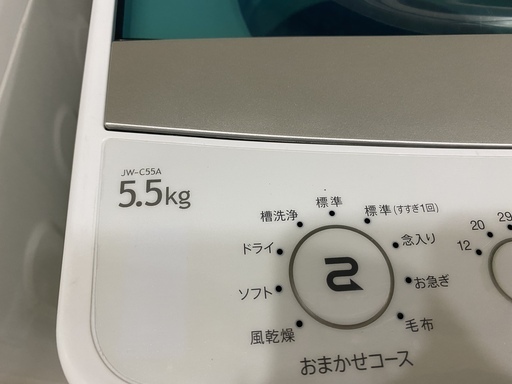 JW-C55A
5.5kg
標準
槽洗浄
標準(すすぎ1回)
ドライ
念入り
ソフト
お急ぎ
風乾燥
毛布
おまかせコース
29
20
12